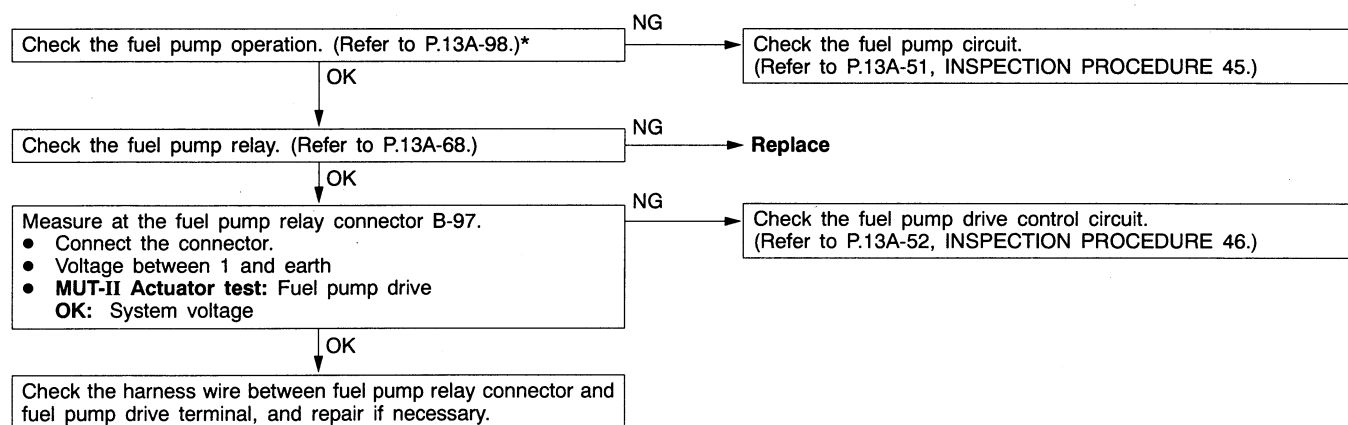 Check the fuel pump operation. (Refer to P.13A-98.)*
NG
Check the fuel pump circuit.
(Refer to P.13A-51, INSPECTION PROCEDURE 45.)
OK
Check the fuel pump relay. (Refer to P.13A-68.)
NG
Replace
OK
Measure at the fuel pump relay connector B-97.
● Connect the connector.
● Voltage between 1 and earth
● MUT-II Actuator test: Fuel pump drive
OK: System voltage
NG
Check the fuel pump drive control circuit.
(Refer to P.13A-52, INSPECTION PROCEDURE 46.)
OK
Check the harness wire between fuel pump relay connector and
fuel pump drive terminal, and repair if necessary.